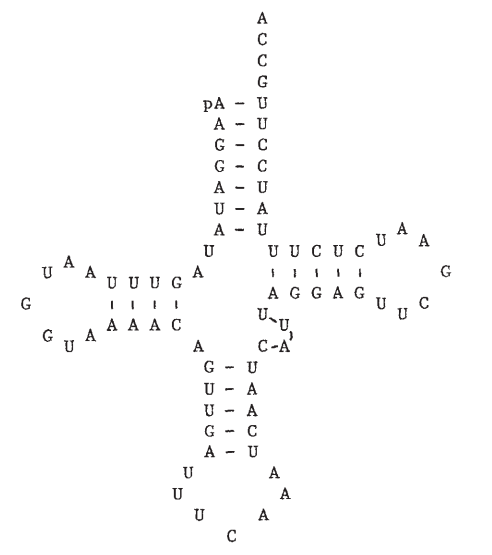 A
C
C
G
pA – U
A – U
G – C
G – C
A – U
U – A
A – U
U U U C U C U A A
U A A U U U G A G
G A G G A G U U C
G G U A A A A C U U
A C-A
G – U
U – A
U – A
G – C
A – U
U A
U A
U A
C